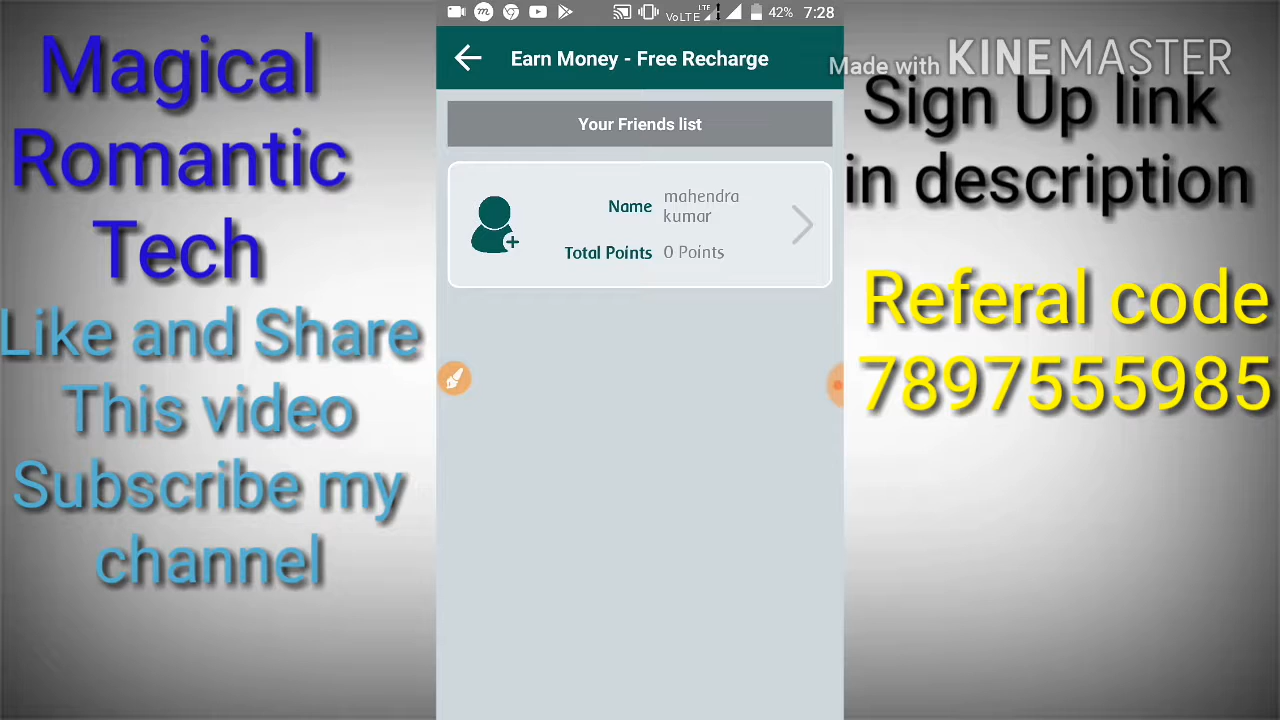 Magical
Romantic
Tech
Like and Share
This video
Subscribe my
channel
VoLTE LTE 42% 7:28
Earn Money - Free Recharge
Your Friends list
Name mahendra
kumar
Total Points 0 Points
Made with KINEMASTER
Sign Up link
in description
Referal code
7897555985